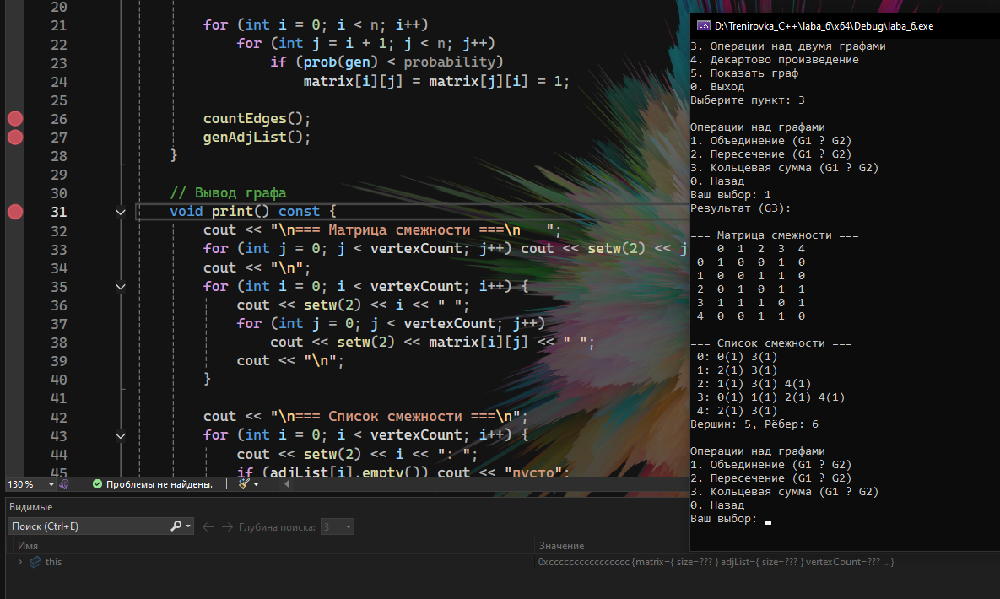 20
21 for (int i = 0; i < n; i++)
22 for (int j = i + 1; j < n; j++)
23 if (prob(gen) < probability)
24 matrix[i][j] = matrix[j][i] = 1;
25
26 countEdges();
27 genAdjList();
28 }
29
30 // Вывод графа
31 void print() const {
32 cout << "\n=== Матрица смежности ===\n   ";
33 for (int j = 0; j < vertexCount; j++) cout << setw(2) << j
34 cout << "\n";
35 for (int i = 0; i < vertexCount; i++) {
36 cout << setw(2) << i << " ";
37 for (int j = 0; j < vertexCount; j++)
38 cout << setw(2) << matrix[i][j] << " ";
39 cout << "\n";
40 }
41
42 cout << "\n=== Список смежности ===\n";
43 for (int i = 0; i < vertexCount; i++) {
44 cout << setw(2) << i << ": ";
45 if (adjList[i].empty()) cout << "пусто";
130 % Проблемы не найдены.
Видимые
Поиск (Ctrl+E) Глубина поиска: 3
Имя Значение
this 0xcccccccccccccccc {matrix={ size=??? } adjList={ size=??? } vertexCount=??? ...}
D:\Trenirovka_C++\laba_6\x64\Debug\laba_6.exe
3. Операции над двумя графами
4. Декартово произведение
5. Показать граф
0. Выход
Выберите пункт: 3

Операции над графами
1. Объединение (G1 ? G2)
2. Пересечение (G1 ? G2)
3. Кольцевая сумма (G1 ? G2)
0. Назад
Ваш выбор: 1
Результат (G3):

=== Матрица смежности ===
0 1 2 3 4
0 1 0 0 1 0
1 0 0 1 1 0
2 0 1 0 1 1
3 1 1 1 0 1
4 0 0 1 1 0

=== Список смежности ===
0: 0(1) 3(1)
1: 2(1) 3(1)
2: 1(1) 3(1) 4(1)
3: 0(1) 1(1) 2(1) 4(1)
4: 2(1) 3(1)
Вершин: 5, Рёбер: 6

Операции над графами
1. Объединение (G1 ? G2)
2. Пересечение (G1 ? G2)
3. Кольцевая сумма (G1 ? G2)
0. Назад
Ваш выбор: